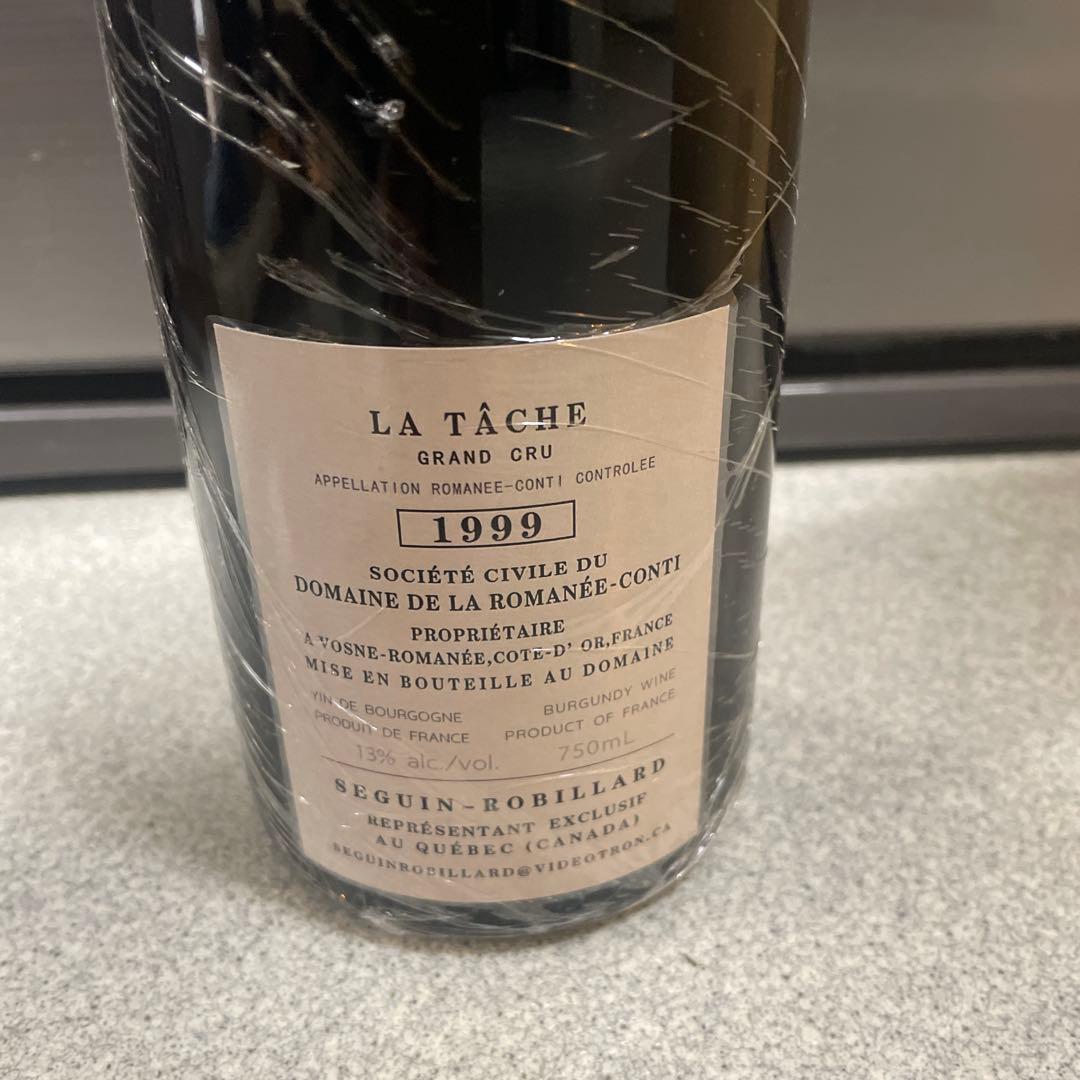 LA TÂCHE
GRAND CRU
APPELLATION ROMANEE-CONTI CONTROLEE
1999
SOCIÉTÉ CIVILE DU
DOMAINE DE LA ROMANÉE-CONTI
PROPRIÉTAIRE
A VOSNE-ROMANÉE,COTE-D' OR,FRANCE
MISE EN BOUTEILLE AU DOMAINE
VIN DE BOURGOGNE BURGUNDY WINE
PRODUIT DE FRANCE PRODUCT OF FRANCE
13% alc./vol. 750mL
SEGUIN-ROBILLARD
REPRÉSENTANT EXCLUSIF
AU QUÉBEC (CANADA)
SEGUINROBILLARD@VIDEOTRON.CA